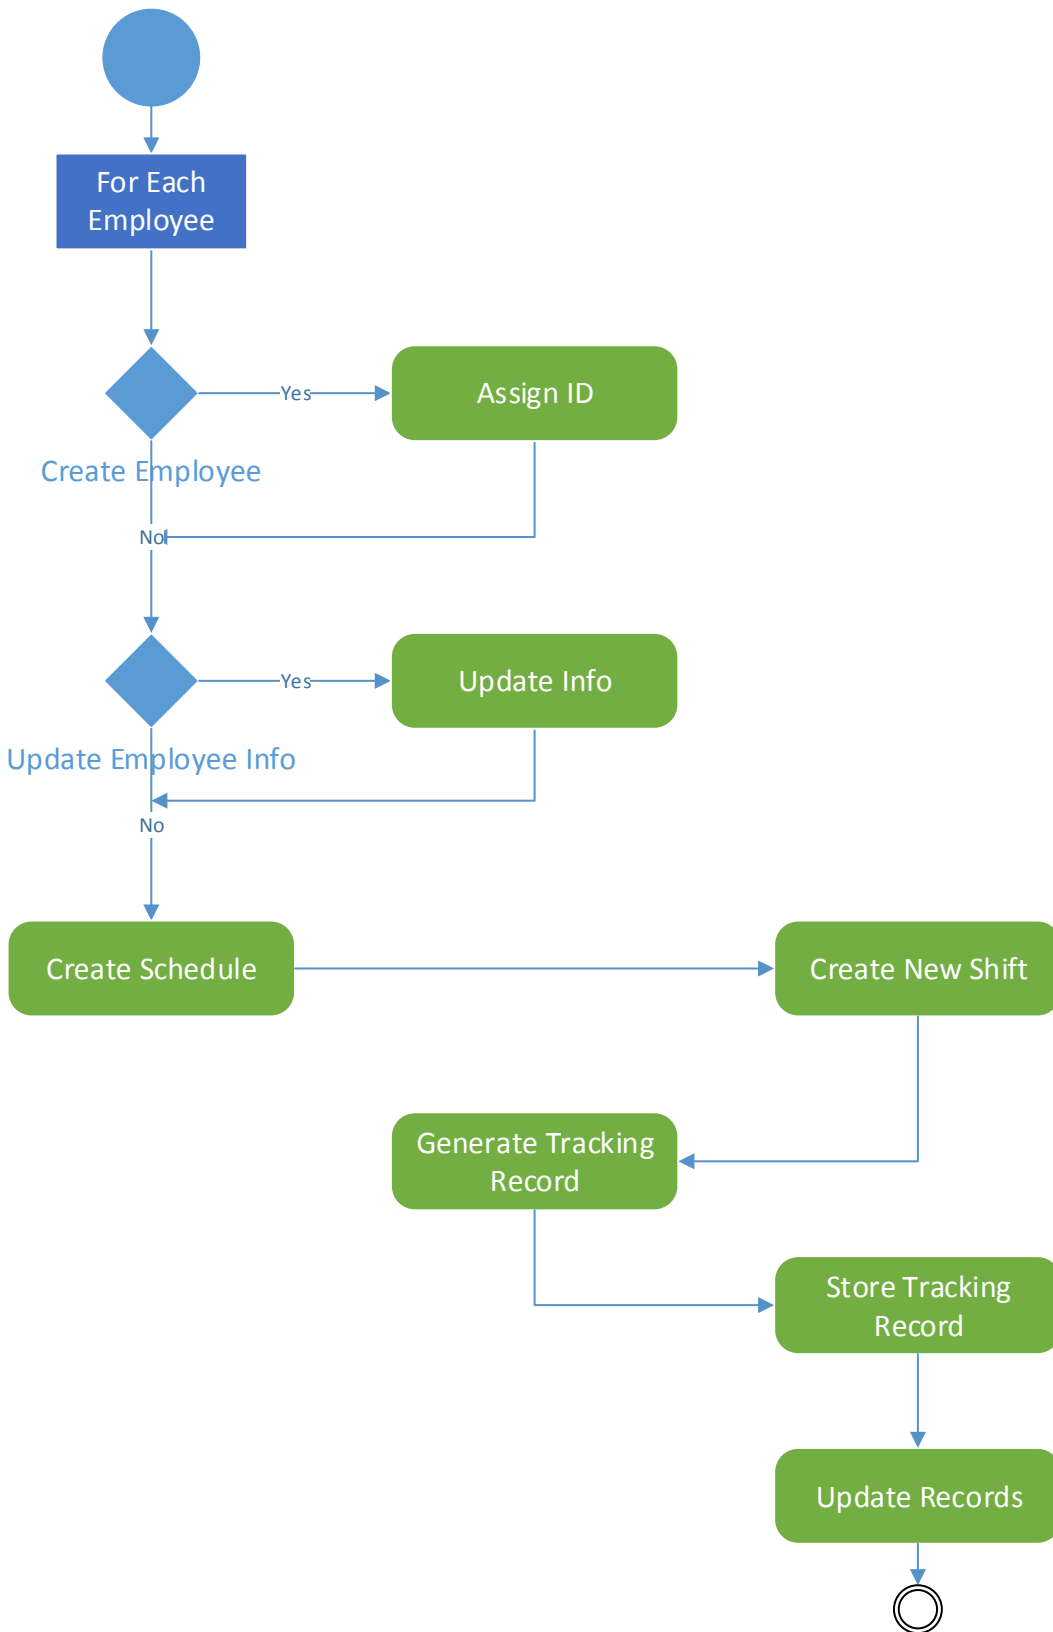 For Each
Employee
Yes
Assign ID
Create Employee
No
Yes
Update Info
Update Employee Info
No
Create Schedule
Create New Shift
Generate Tracking
Record
Store Tracking
Record
Update Records